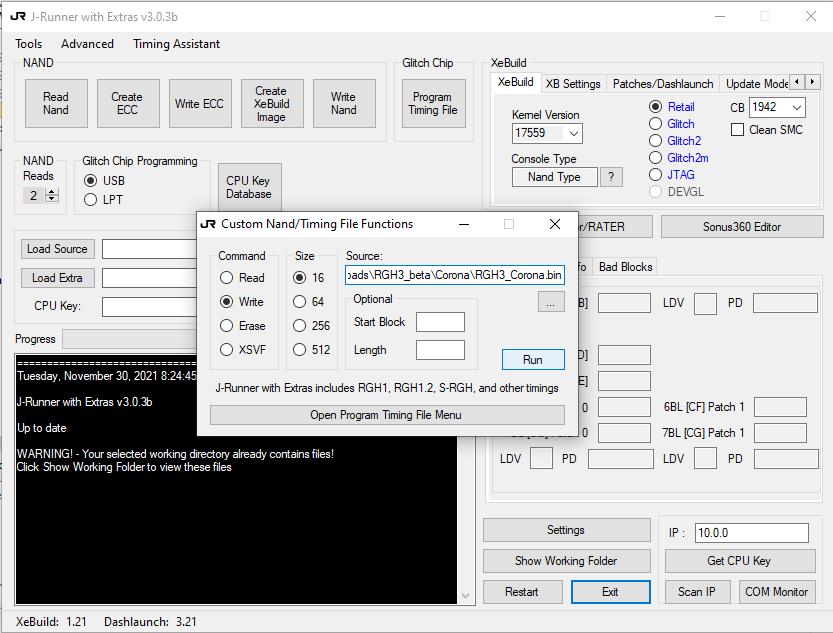 J-Runner with Extras v3.0.3b
Tools Advanced Timing Assistant
NAND
Read Nand
Create ECC
Write ECC
Create XeBuild Image
Write Nand
Glitch Chip
Program Timing File
XeBuild
XeBuild XB Settings Patches/Dashlaunch Update Mode
Kernel Version
17559
Console Type
Nand Type ?
Retail
Glitch
Glitch2
Glitch2m
JTAG
DEVGL
CB 1942
Clean SMC
NAND Reads
2
Glitch Chip Programming
USB
LPT
CPU Key Database
/RATER
Sonus360 Editor
Load Source
Load Extra
CPU Key:
Progress
Custom Nand/Timing File Functions
Command
Read
Write
Erase
XSVF
Size
16
64
256
512
Source:
\RGH3_beta\Corona\RGH3_Corona.bin
...
Optional
Start Block
Length
Run
J-Runner with Extras includes RGH1, RGH1.2, S-RGH, and other timings
Open Program Timing File Menu
Bad Blocks
LDV PD
6BL [CF] Patch 1
7BL [CG] Patch 1
LDV PD LDV PD
=================================
Tuesday, November 30, 2021 8:24:45
J-Runner with Extras v3.0.3b
Up to date
WARNING! - Your selected working directory already contains files!
Click Show Working Folder to view these files
Settings
Show Working Folder
Restart
Exit
IP : 10.0.0
Get CPU Key
Scan IP
COM Monitor
XeBuild: 1.21 Dashlaunch: 3.21